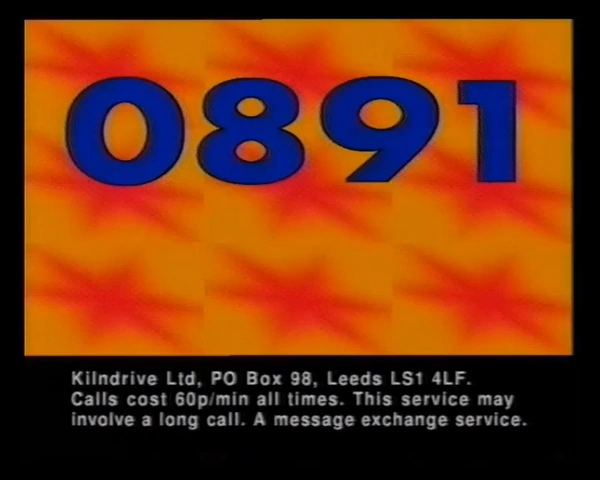 0891
Kilndrive Ltd, PO Box 98, Leeds LS1 4LF.
Calls cost 60p/min all times. This service may
involve a long call. A message exchange service.